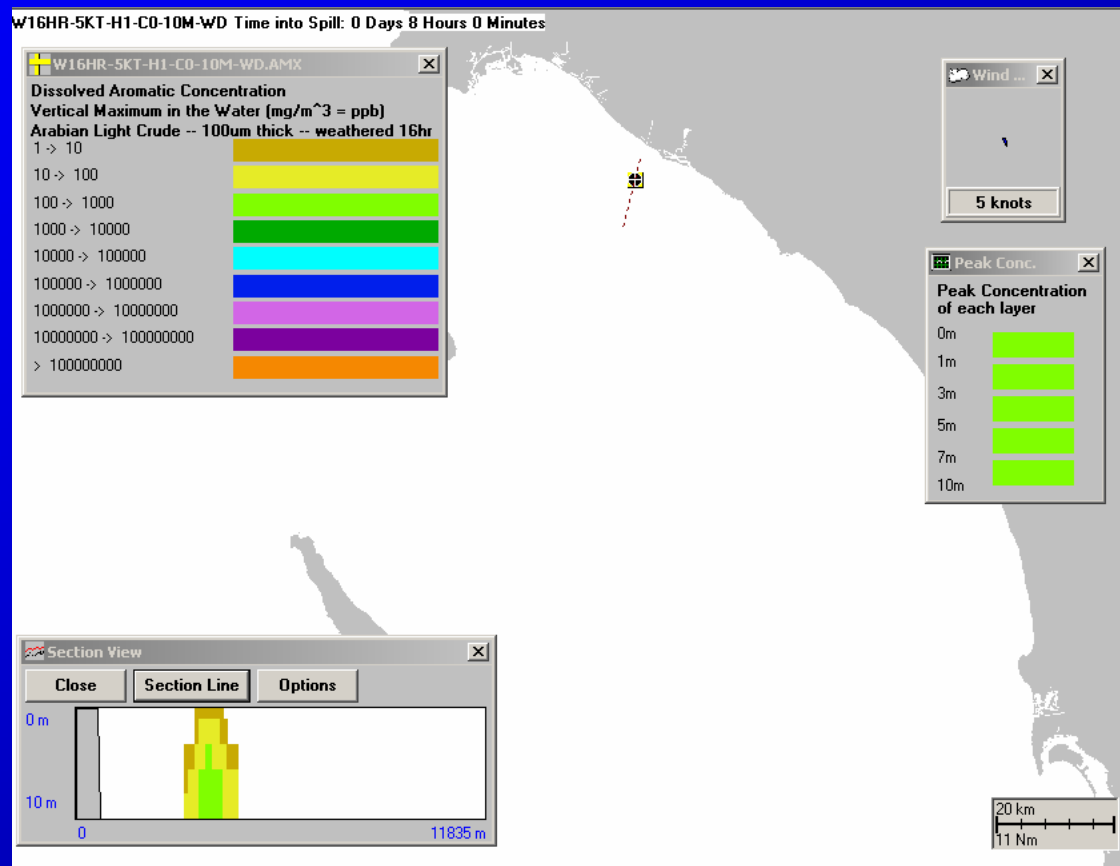 W16HR-5KT-H1-C0-10M-WD Time into Spill: 0 Days 8 Hours 0 Minutes
W16HR-5KT-H1-C0-10M-WD.AMX
Dissolved Aromatic Concentration
Vertical Maximum in the Water (mg/m^3 = ppb)
Arabian Light Crude -- 100um thick -- weathered 16hr
1 -> 10
10 -> 100
100 -> 1000
1000 -> 10000
10000 -> 100000
100000 -> 1000000
1000000 -> 10000000
10000000 -> 100000000
> 100000000
Wind ...
5 knots
Peak Conc.
Peak Concentration
of each layer
0m
1m
3m
5m
7m
10m
Section View
Close Section Line Options
0 m
10 m
0 11835 m
20 km
11 Nm